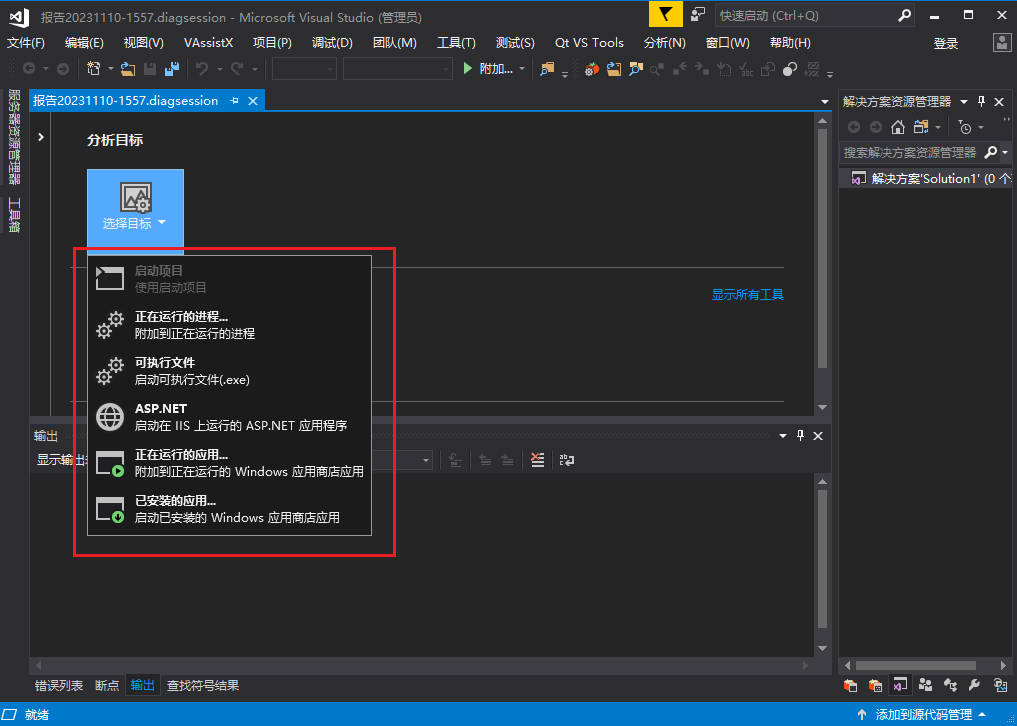 报告20231110-1557.diagsession - Microsoft Visual Studio (管理员)
快速启动 (Ctrl+Q)
文件(F) 编辑(E) 视图(V) VAssistX 项目(P) 调试(D) 团队(M) 工具(T) 测试(S) Qt VS Tools 分析(N) 窗口(W) 帮助(H) 登录
附加...
服务器资源管理器
工具箱
报告20231110-1557.diagsession
分析目标
选择目标
启动项目
使用启动项目
显示所有工具
正在运行的进程...
附加到正在运行的进程
可执行文件
启动可执行文件(.exe)
ASP.NET
启动在 IIS 上运行的 ASP.NET 应用程序
正在运行的应用...
附加到正在运行的 Windows 应用商店应用
已安装的应用...
启动已安装的 Windows 应用商店应用
输出
显示输出
解决方案资源管理器
搜索解决方案资源管理器
解决方案'Solution1' (0 个
错误列表 断点 输出 查找符号结果
就绪
添加到源代码管理